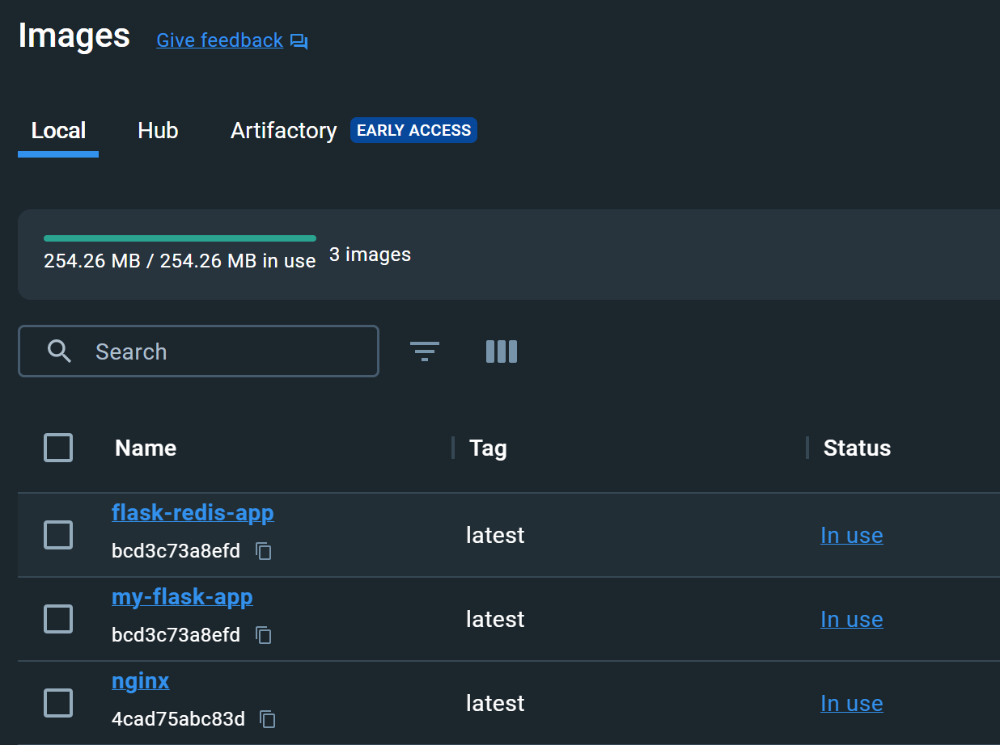 Images Give feedback
Local Hub Artifactory EARLY ACCESS
254.26 MB / 254.26 MB in use 3 images
Search
Name Tag Status
flask-redis-app
bcd3c73a8efd
latest In use
my-flask-app
bcd3c73a8efd
latest In use
nginx
4cad75abc83d
latest In use